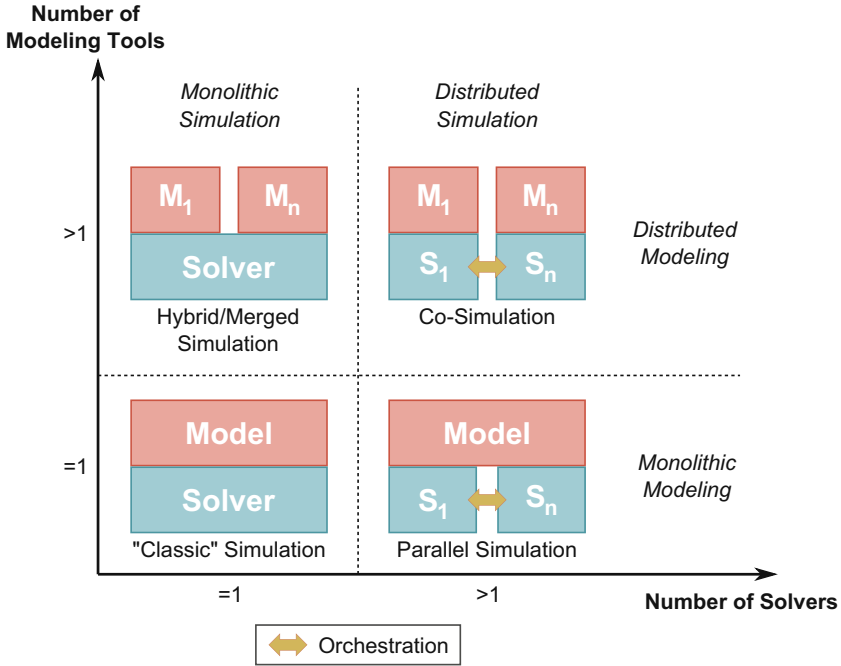 Number of
Modeling Tools
Monolithic
Simulation
Distributed
Simulation
M1 Mn
M1 Mn
>1
Distributed
Modeling
Solver
S1 Sn
Hybrid/Merged
Simulation
Co-Simulation
Model
Model
=1
Monolithic
Modeling
Solver
S1 Sn
"Classic" Simulation
Parallel Simulation
=1
>1
Number of Solvers
Orchestration